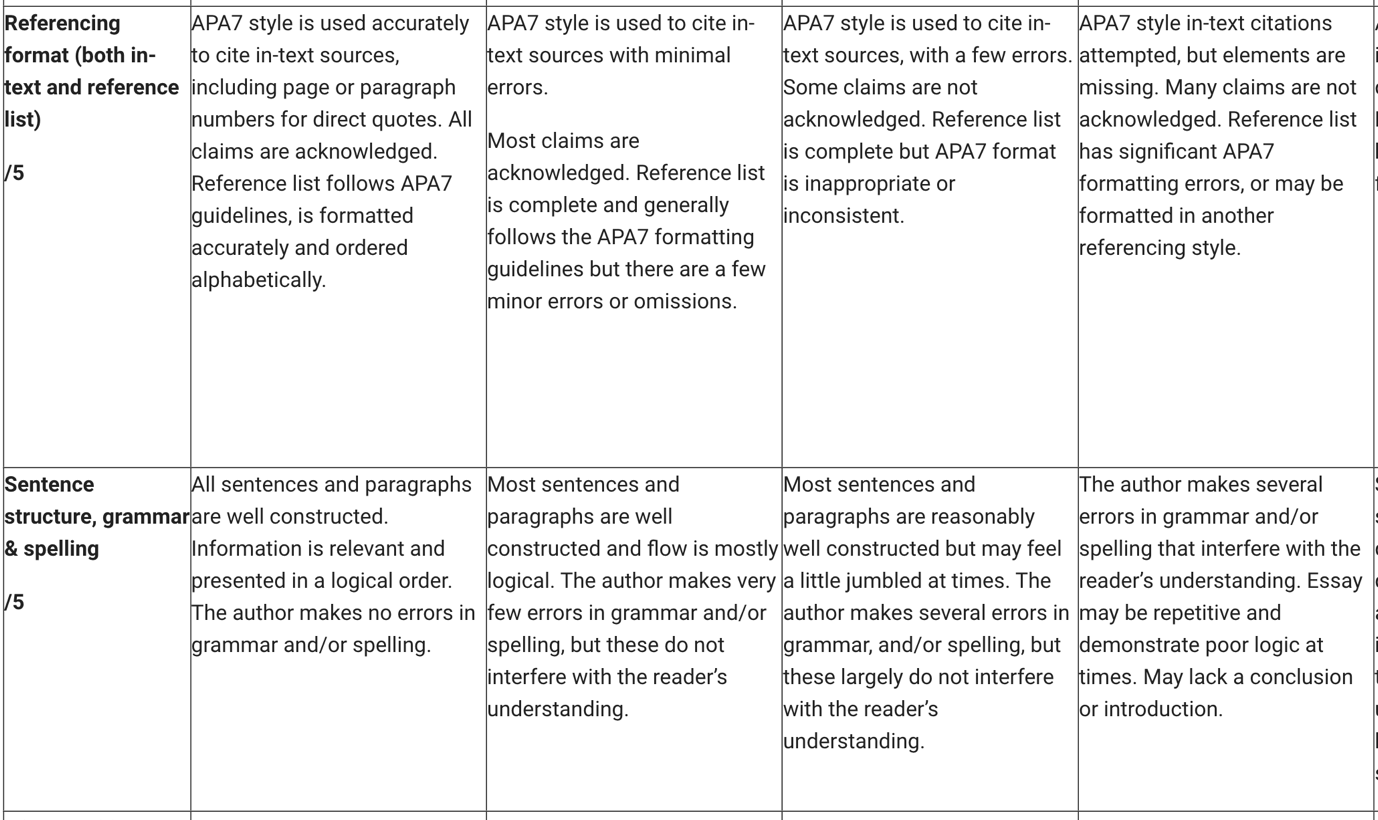 Referencing
format (both in-
text and reference
list)
/5
APA7 style is used accurately
to cite in-text sources,
including page or paragraph
numbers for direct quotes. All
claims are acknowledged.
Reference list follows APA7
guidelines, is formatted
accurately and ordered
alphabetically.
APA7 style is used to cite in-
text sources with minimal
errors.
Most claims are
acknowledged. Reference list
is complete and generally
follows the APA7 formatting
guidelines but there are a few
minor errors or omissions.
APA7 style is used to cite in-
text sources, with a few errors.
Some claims are not
acknowledged. Reference list
is complete but APA7 format
is inappropriate or
inconsistent.
APA7 style in-text citations
attempted, but elements are
missing. Many claims are not
acknowledged. Reference list
has significant APA7
formatting errors, or may be
formatted in another
referencing style.
Sentence
structure, grammar
& spelling
/5
All sentences and paragraphs
are well constructed.
Information is relevant and
presented in a logical order.
The author makes no errors in
grammar and/or spelling.
Most sentences and
paragraphs are well
constructed and flow is mostly
logical. The author makes very
few errors in grammar and/or
spelling, but these do not
interfere with the reader’s
understanding.
Most sentences and
paragraphs are reasonably
well constructed but may feel
a little jumbled at times. The
author makes several errors in
grammar, and/or spelling, but
these largely do not interfere
with the reader’s
understanding.
The author makes several
errors in grammar and/or
spelling that interfere with the
reader’s understanding. Essay
may be repetitive and
demonstrate poor logic at
times. May lack a conclusion
or introduction.